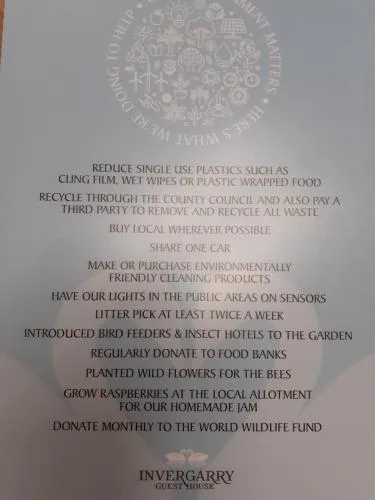 OUR ENVIRONMENT MATTERS • HERE'S WHAT WE'RE DOING TO HELP •
REDUCE SINGLE USE PLASTICS SUCH AS
CLING FILM, WET WIPES OR PLASTIC WRAPPED FOOD
RECYCLE THROUGH THE COUNTY COUNCIL AND ALSO PAY A
THIRD PARTY TO REMOVE AND RECYCLE ALL WASTE
BUY LOCAL WHEREVER POSSIBLE
SHARE ONE CAR
MAKE OR PURCHASE ENVIRONMENTALLY
FRIENDLY CLEANING PRODUCTS
HAVE OUR LIGHTS IN THE PUBLIC AREAS ON SENSORS
LITTER PICK AT LEAST TWICE A WEEK
INTRODUCED BIRD FEEDERS & INSECT HOTELS TO THE GARDEN
REGULARLY DONATE TO FOOD BANKS
PLANTED WILD FLOWERS FOR THE BEES
GROW RASPBERRIES AT THE LOCAL ALLOTMENT
FOR OUR HOMEMADE JAM
DONATE MONTHLY TO THE WORLD WILDLIFE FUND
INVERGARRY
GUEST HOUSE